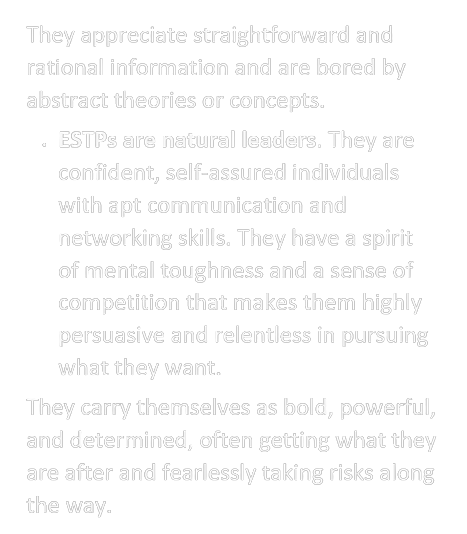 They appreciate straightforward and
rational information and are bored by
abstract theories or concepts.
. ESTPs are natural leaders. They are
confident, self-assured individuals
with apt communication and
networking skills. They have a spirit
of mental toughness and a sense of
competition that makes them highly
persuasive and relentless in pursuing
what they want.
They carry themselves as bold, powerful,
and determined, often getting what they
are after and fearlessly taking risks along
the way.